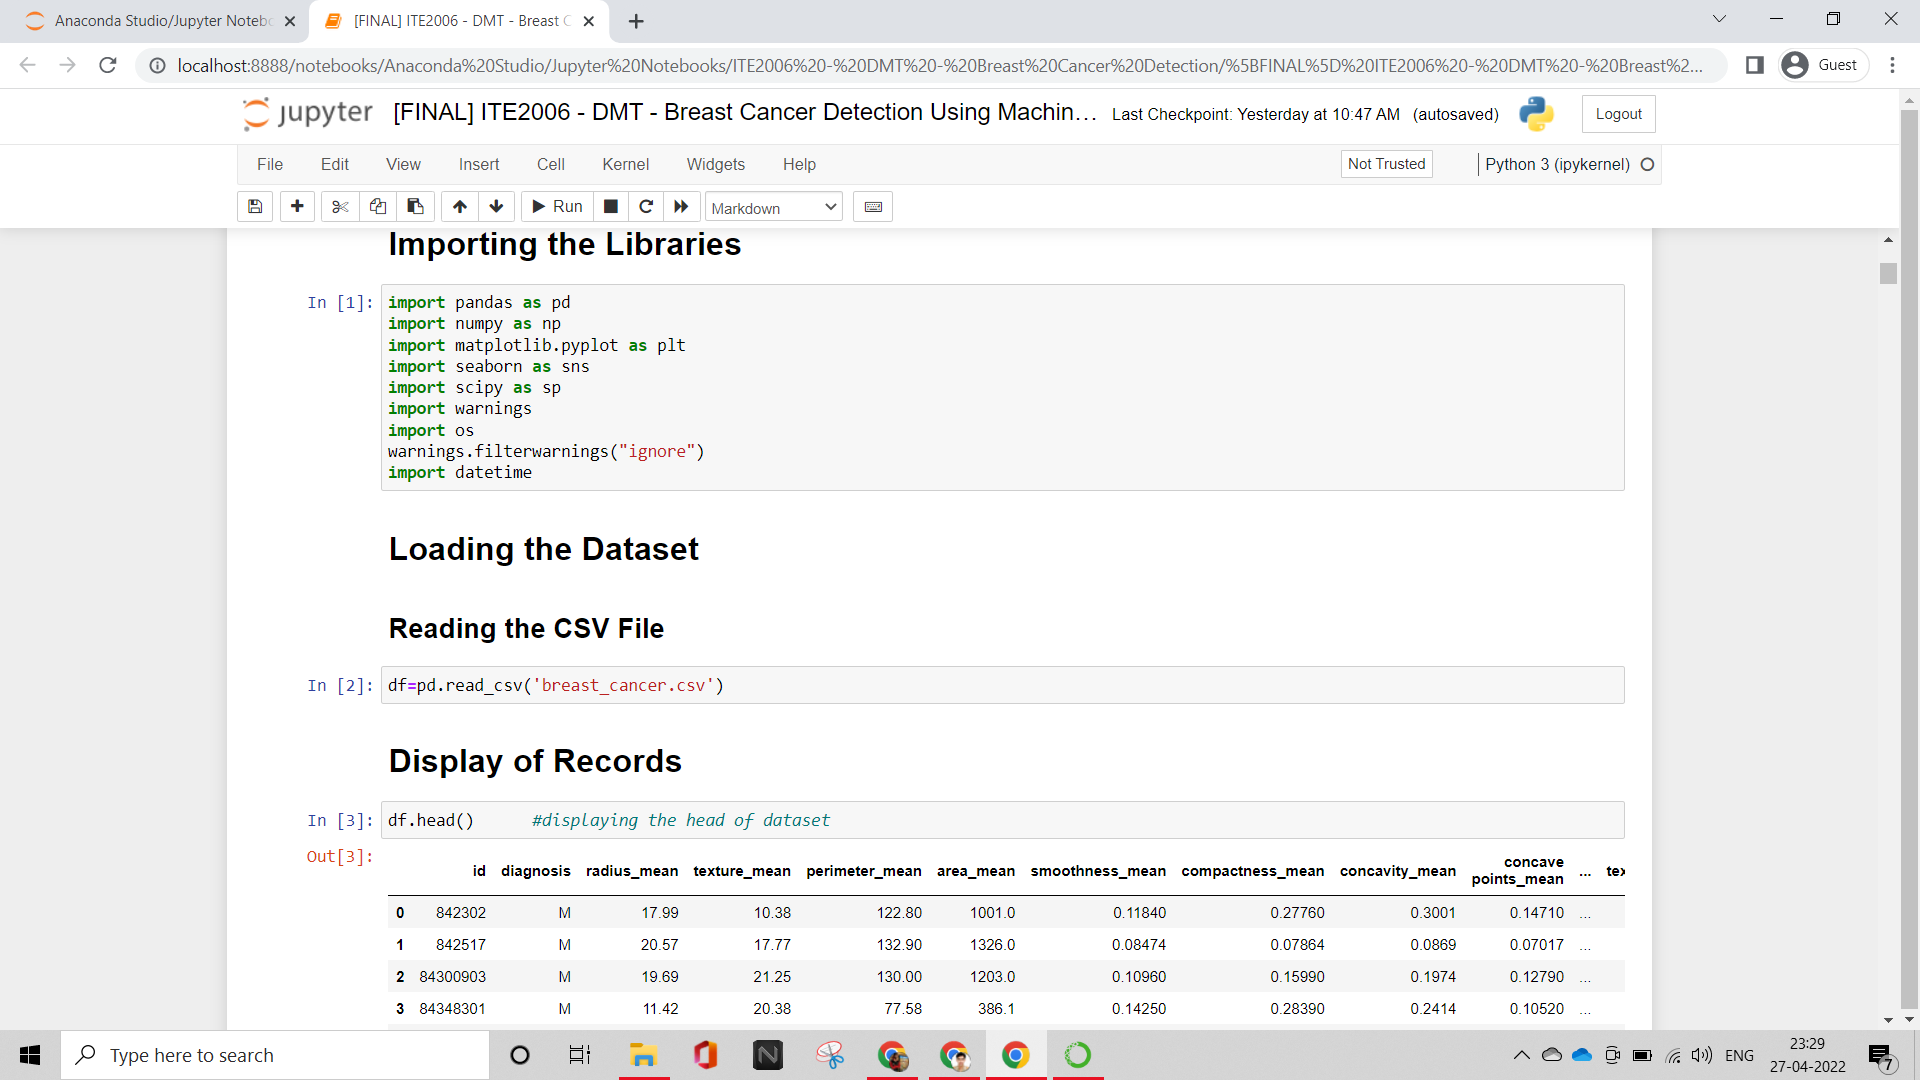 Anaconda Studio/Jupyter Noteb
[FINAL] ITE2006 - DMT - Breast C
localhost:8888/notebooks/Anaconda%20Studio/Jupyter%20Notebooks/ITE2006%20-%20DMT%20-%20Breast%20Cancer%20Detection/%5BFINAL%5D%20ITE2006%20-%20DMT%20-%20Breast%2...
Guest
jupyter [FINAL] ITE2006 - DMT - Breast Cancer Detection Using Machin... Last Checkpoint: Yesterday at 10:47 AM (autosaved) Logout
File Edit View Insert Cell Kernel Widgets Help Not Trusted Python 3 (ipykernel)
Run Markdown
Importing the Libraries
In [1]: import pandas as pd
import numpy as np
import matplotlib.pyplot as plt
import seaborn as sns
import scipy as sp
import warnings
import os
warnings.filterwarnings("ignore")
import datetime
Loading the Dataset
Reading the CSV File
In [2]: df=pd.read_csv('breast_cancer.csv')
Display of Records
In [3]: df.head() #displaying the head of dataset
Out[3]:
id diagnosis radius_mean texture_mean perimeter_mean area_mean smoothness_mean compactness_mean concavity_mean concave points_mean ... tex
0 842302 M 17.99 10.38 122.80 1001.0 0.11840 0.27760 0.3001 0.14710 ...
1 842517 M 20.57 17.77 132.90 1326.0 0.08474 0.07864 0.0869 0.07017 ...
2 84300903 M 19.69 21.25 130.00 1203.0 0.10960 0.15990 0.1974 0.12790 ...
3 84348301 M 11.42 20.38 77.58 386.1 0.14250 0.28390 0.2414 0.10520 ...
Type here to search
ENG
23:29
27-04-2022
7